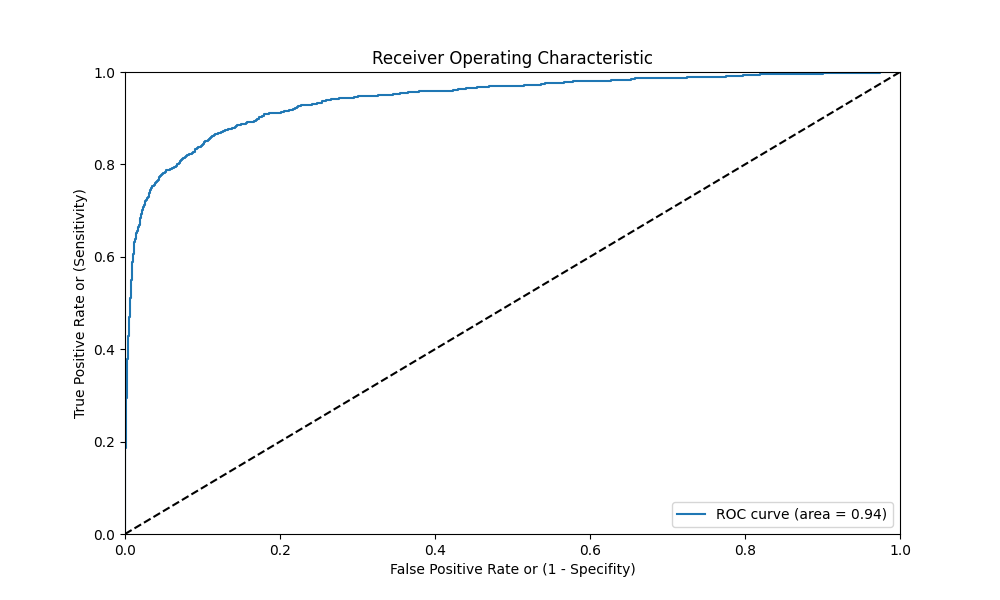 Receiver Operating Characteristic
1.0
0.8
0.6
0.4
0.2
0.0
True Positive Rate or (Sensitivity)
ROC curve (area = 0.94)
0.0 0.2 0.4 0.6 0.8 1.0
False Positive Rate or (1 - Specifity)